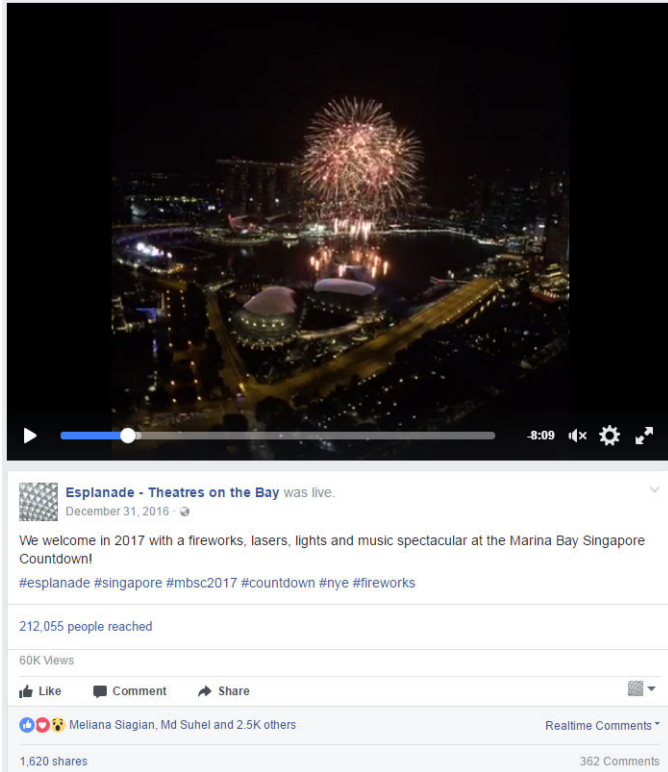 -8:09
Esplanade - Theatres on the Bay was live.
December 31, 2016 ·
We welcome in 2017 with a fireworks, lasers, lights and music spectacular at the Marina Bay Singapore
Countdown!
#esplanade #singapore #mbsc2017 #countdown #nye #fireworks
212,055 people reached
60K Views
Like Comment Share
Meliana Siagian, Md Suhel and 2.5K others Realtime Comments
1,620 shares 362 Comments